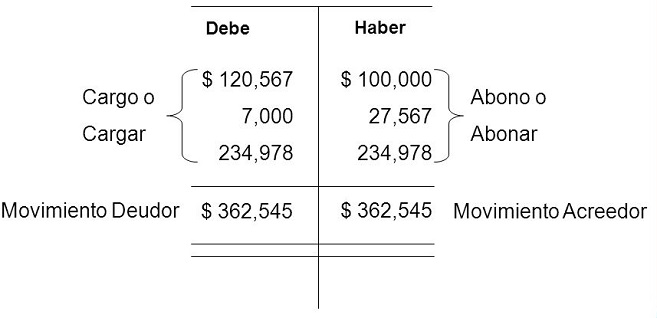 Debe Haber
$ 120,567 $ 100,000
Cargo o Abono o
7,000 27,567
Cargar Abonar
234,978 234,978
Movimiento Deudor $ 362,545 $ 362,545 Movimiento Acreedor